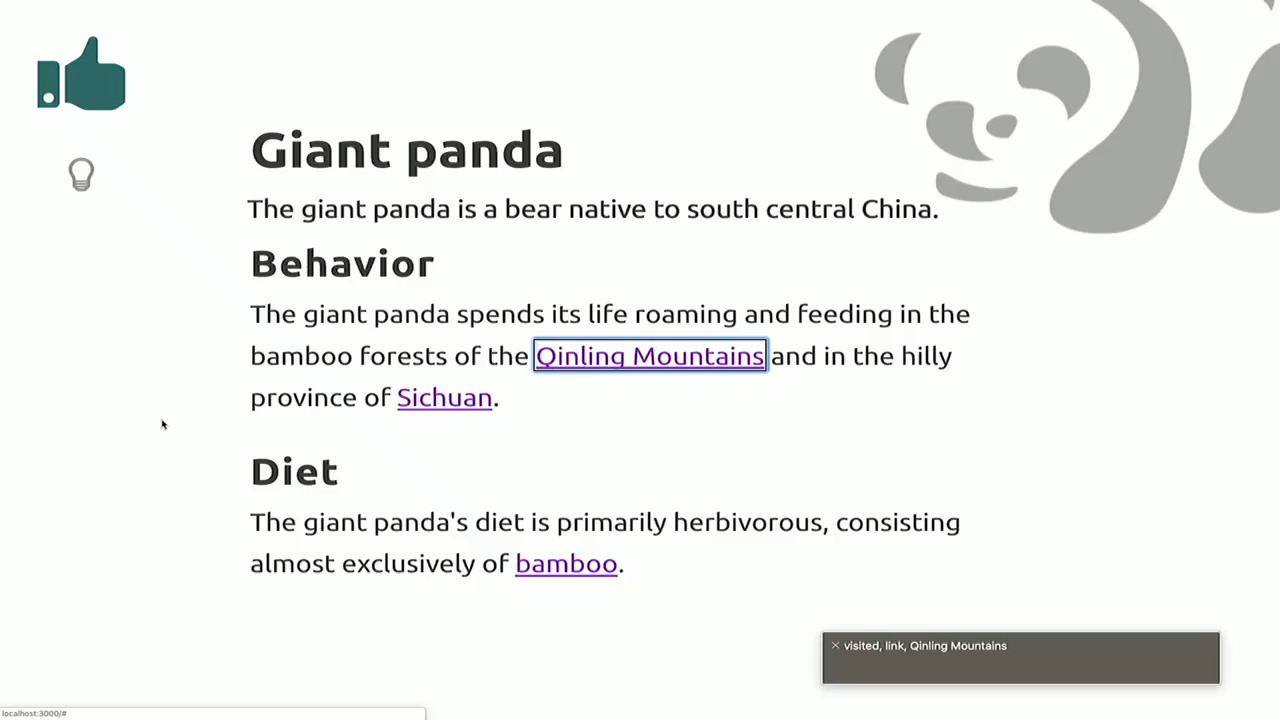 Giant panda
The giant panda is a bear native to south central China.
Behavior
The giant panda spends its life roaming and feeding in the
bamboo forests of the Qinling Mountains and in the hilly
province of Sichuan.
Diet
The giant panda's diet is primarily herbivorous, consisting
almost exclusively of bamboo.
visited, link, Qinling Mountains
localhost:3000/#